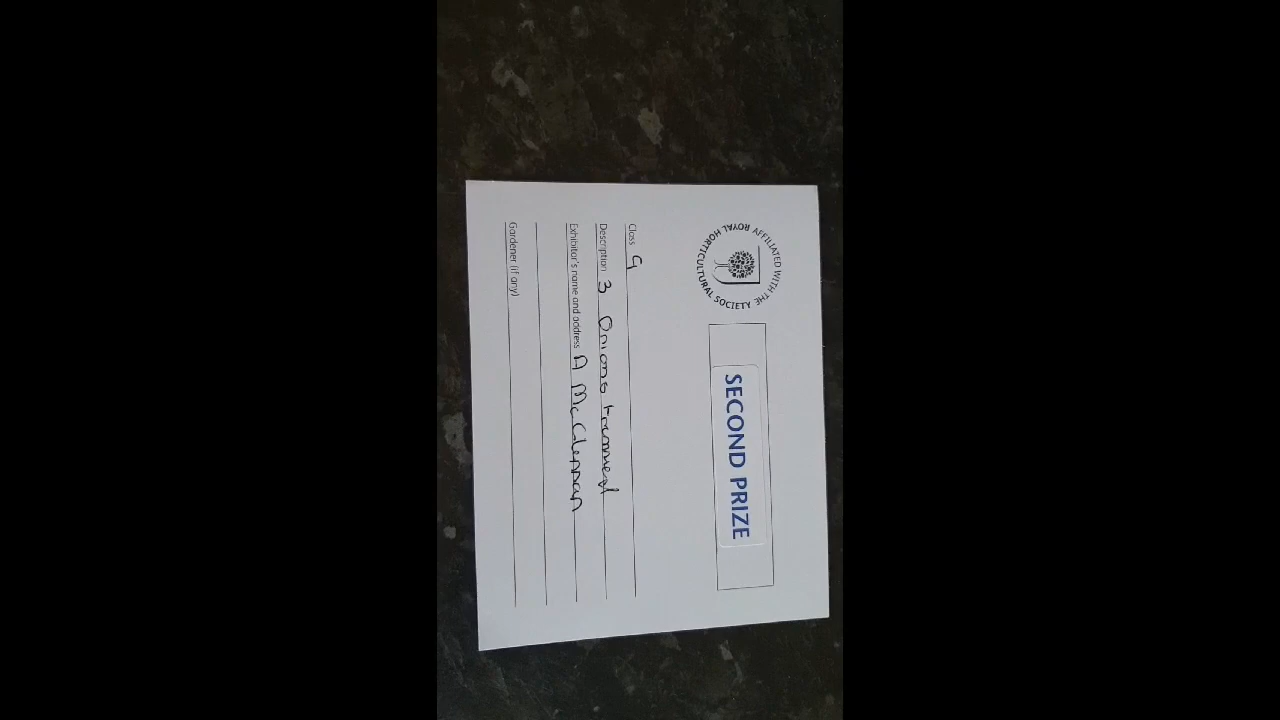 AFFILIATED WITH THE ROYAL HORTICULTURAL SOCIETY
SECOND PRIZE
Class 9
Description 3 Onions
Exhibitor's name and address A McClennan
Gardener (if any)